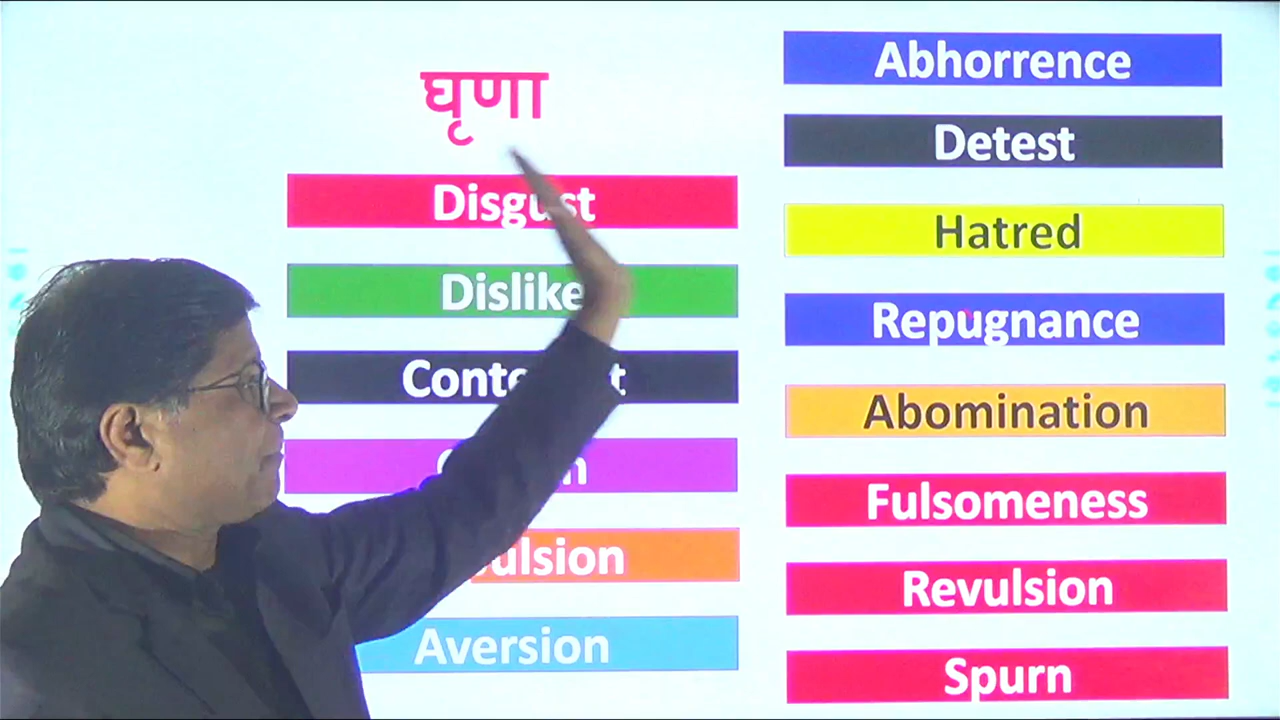 घृणा
Disgust
Dislike
Aversion
Abhorrence
Detest
Hatred
Repugnance
Abomination
Fulsomeness
Revulsion
Spurn